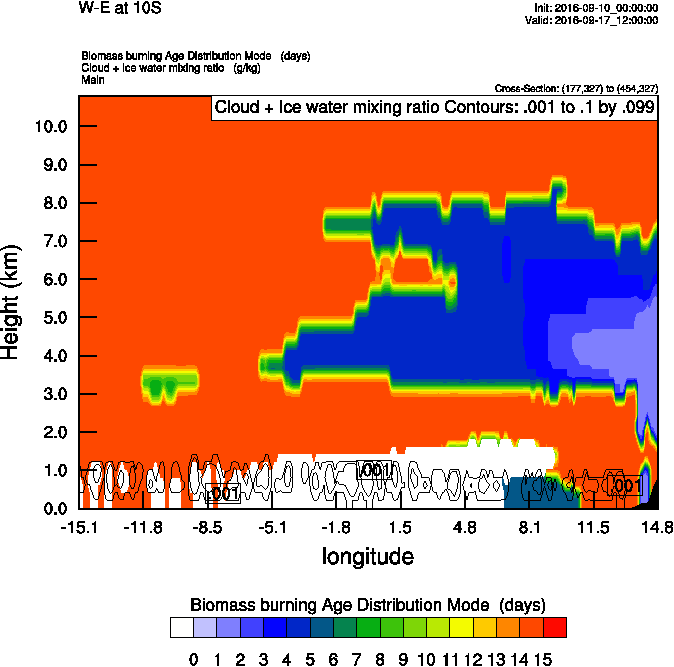 W-E at 10S
Init: 2016-09-10_00:00:00
Valid: 2016-09-17_12:00:00
Biomass burning Age Distribution Mode (days)
Cloud + Ice water mixing ratio (g/kg)
Main
Cross-Section: (177,327) to (454,327)
Cloud + Ice water mixing ratio Contours: .001 to .1 by .099
10.0
9.0
8.0
7.0
6.0
5.0
4.0
3.0
2.0
1.0
0.0
Height (km)
.001
.001
.001
-15.1 -11.8 -8.5 -5.1 -1.8 1.5 4.8 8.1 11.5 14.8
longitude
Biomass burning Age Distribution Mode (days)
0 1 2 3 4 5 6 7 8 9 10 11 12 13 14 15